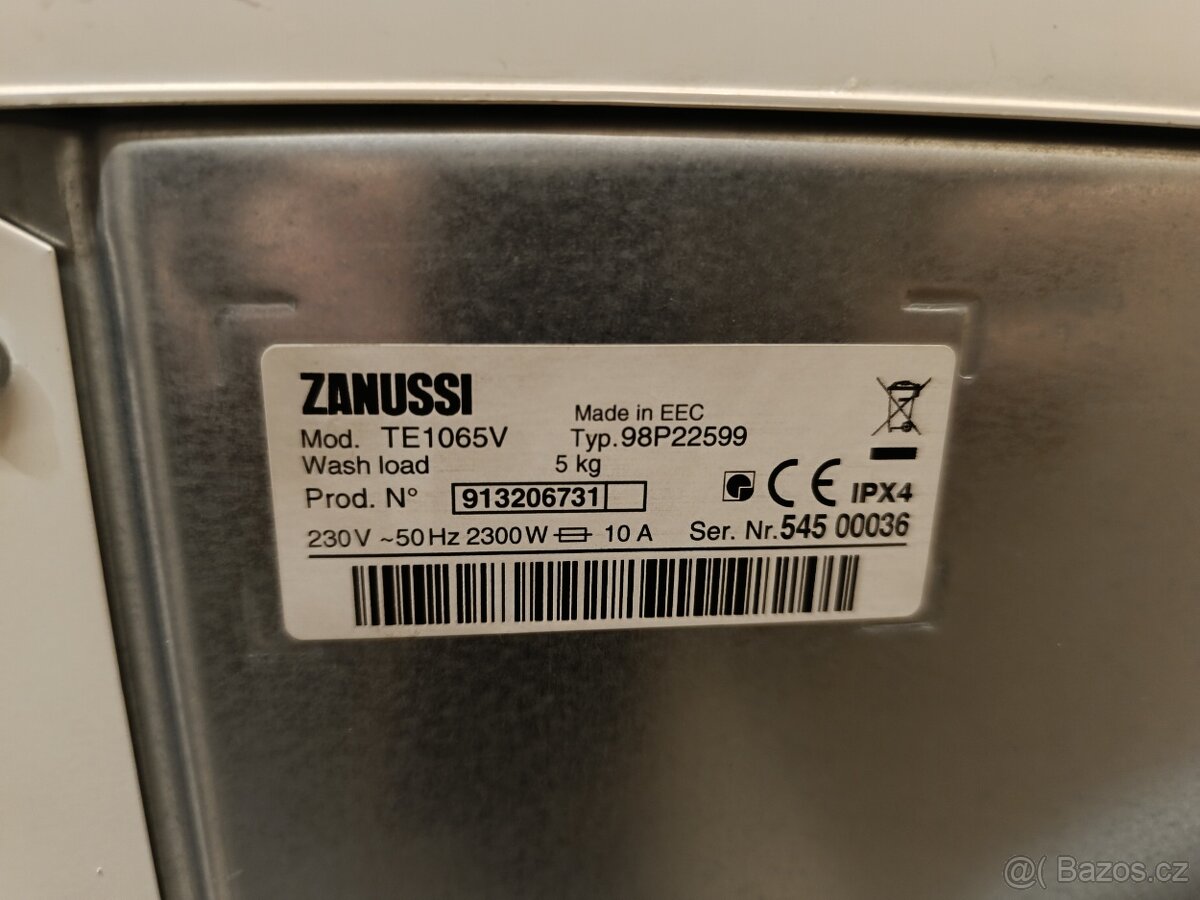 ZANUSSI
Made in EEC
Mod. TE1065V Typ.98P22599
Wash load 5 kg
Prod. N° 913206731
CE IPX4
230V ~50Hz 2300W 10 A Ser. Nr.545 00036
@( Bazos.cz